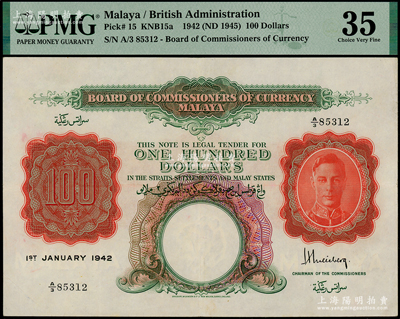 PMG
PAPER MONEY GUARANTY
Malaya / British Administration
Pick# 15 KNB15a 1942 (ND 1945) 100 Dollars
S/N A/3 85312 - Board of Commissioners of Currency
35
Choice Very Fine
BOARD OF COMMISSIONERS OF CURRENCY
MALAYA
A/3 85312
THIS NOTE IS LEGAL TENDER FOR
ONE HUNDRED
DOLLARS
IN THE STRAITS SETTLEMENTS AND MALAY STATES
100
1ST JANUARY 1942
CHAIRMAN OF THE COMMISSIONERS
A/3 85312
上海陽明拍賣